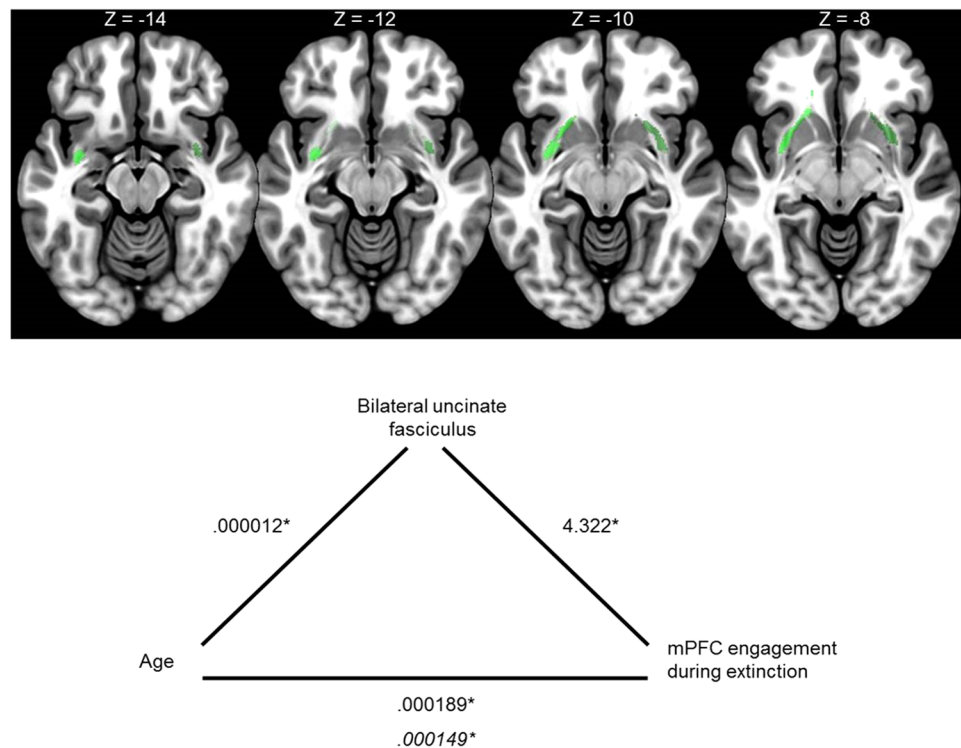 Z = -14
Z = -12
Z = -10
Z = -8
Bilateral uncinate
fasciculus
.000012*
4.322*
Age
mPFC engagement
during extinction
.000189*
.000149*